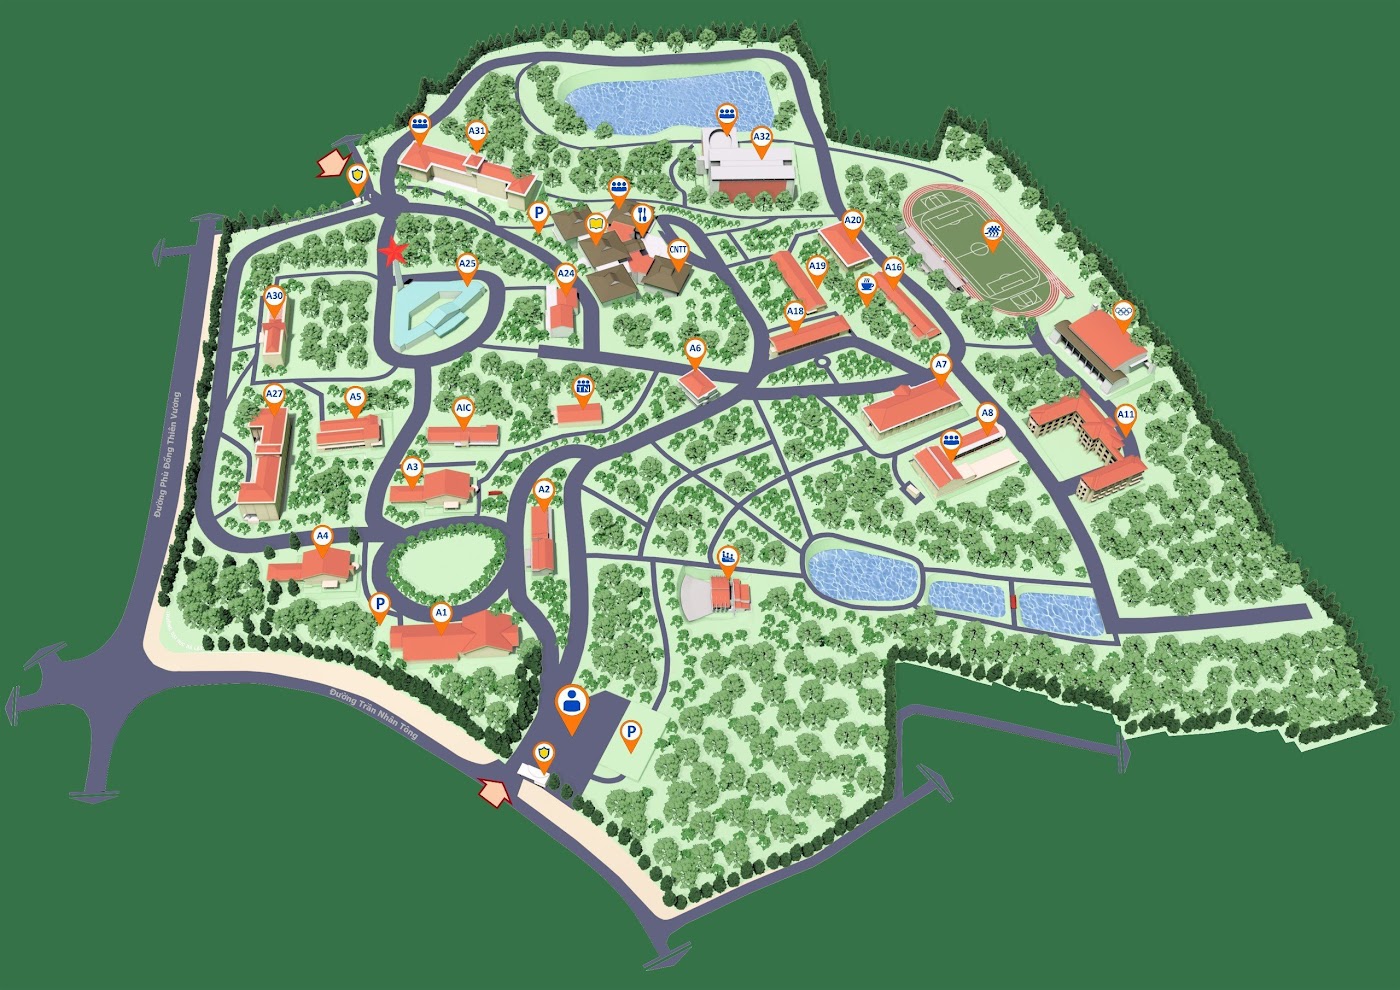 A31
A32
P
A20
CNTT
A25
A24
A19
A16
A30
A18
A6
A7
TN
A27
A5
AIC
A8
A11
A3
A2
A4
P
A1
P
Đường Phù Đổng Thiên Vương
Đường Trần Nhân Tông